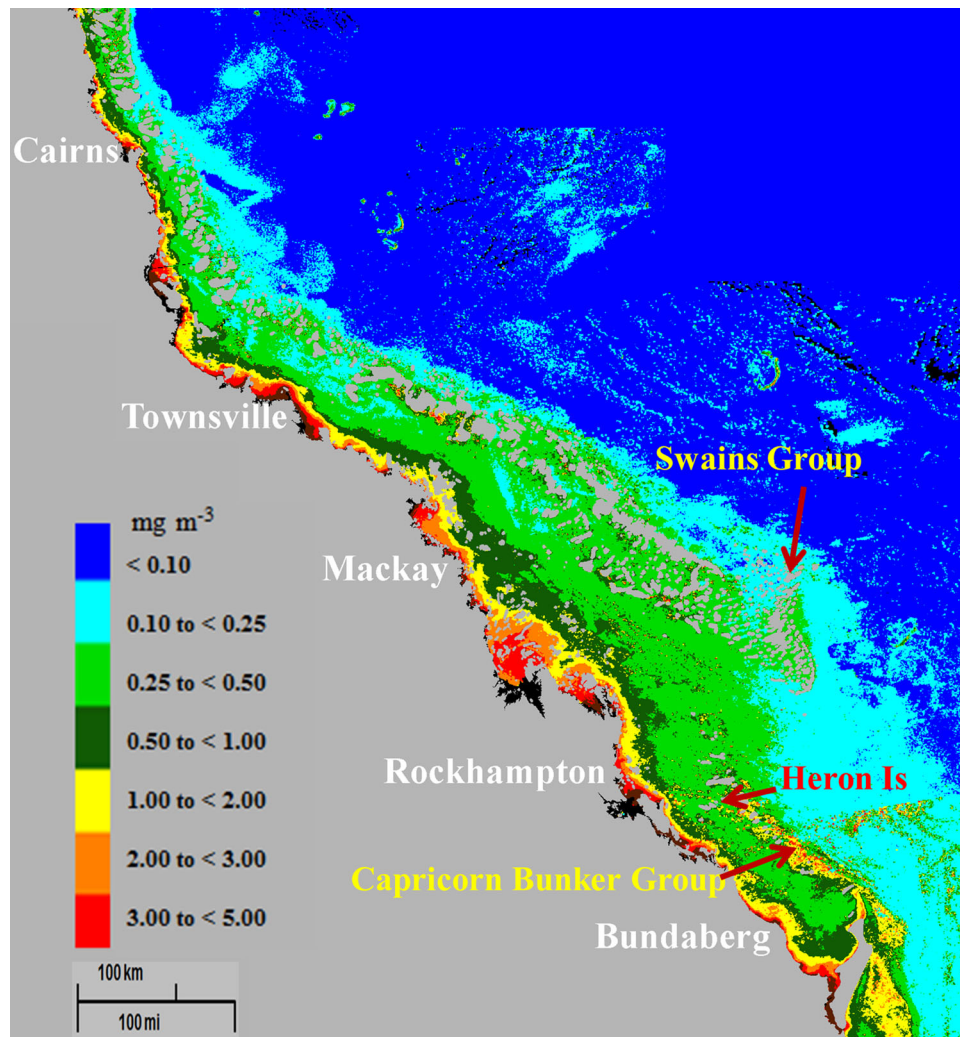 Cairns
Townsville
Swains Group
mg m-3
< 0.10
Mackay
0.10 to < 0.25
0.25 to < 0.50
0.50 to < 1.00
Rockhampton
Heron Is
1.00 to < 2.00
2.00 to < 3.00
Capricorn Bunker Group
3.00 to < 5.00
Bundaberg
100 km
100 mi